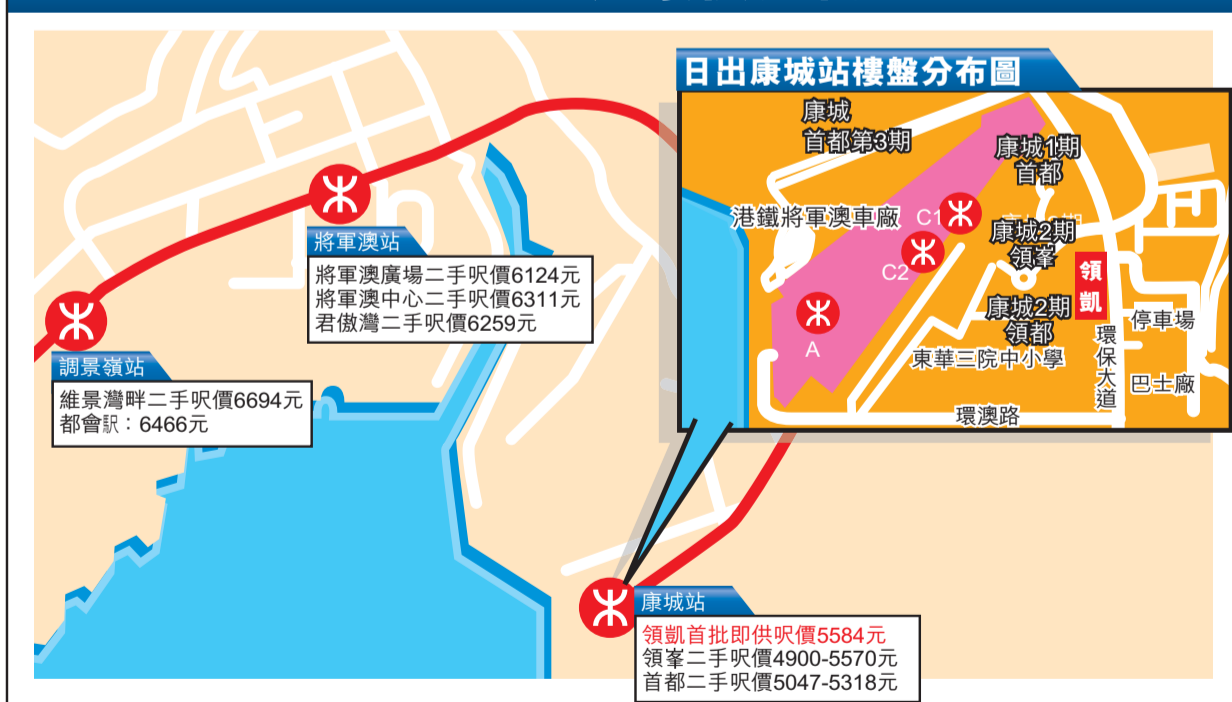 日出康城站樓盤分布圖
康城
首都第3期
康城1期
首都
港鐵將軍澳車廠
C1
C2
A
康城2期
領峯
康城2期
領都
領凱
東華三院中小學
環保大道
停車場
巴士廠
環澳路
將軍澳站
將軍澳廣場二手呎價6124元
將軍澳中心二手呎價6311元
君傲灣二手呎價6259元
調景嶺站
維景灣畔二手呎價6694元
都會駅：6466元
康城站
領凱首批即供呎價5584元
領峯二手呎價4900-5570元
首都二手呎價5047-5318元